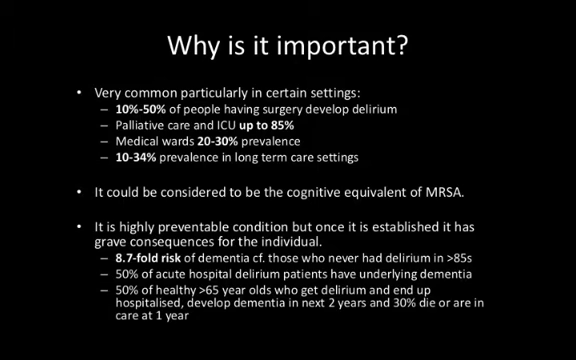 Why is it important?
• Very common particularly in certain settings:
– 10%-50% of people having surgery develop delirium
– Palliative care and ICU up to 85%
– Medical wards 20-30% prevalence
– 10-34% prevalence in long term care settings
• It could be considered to be the cognitive equivalent of MRSA.
• It is highly preventable condition but once it is established it has
grave consequences for the individual.
– 8.7-fold risk of dementia cf. those who never had delirium in >85s
– 50% of acute hospital delirium patients have underlying dementia
– 50% of healthy >65 year olds who get delirium and end up
hospitalised, develop dementia in next 2 years and 30% die or are in
care at 1 year